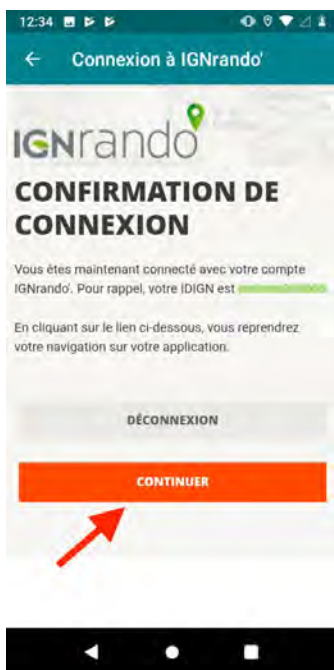 12:34
Connexion à IGNrando'
IGNrando
CONFIRMATION DE
CONNEXION
Vous êtes maintenant connecté avec votre compte
IGNrando'. Pour rappel, votre IDIGN est
En cliquant sur le lien ci-dessous, vous reprendrez
votre navigation sur votre application.
DÉCONNEXION
CONTINUER